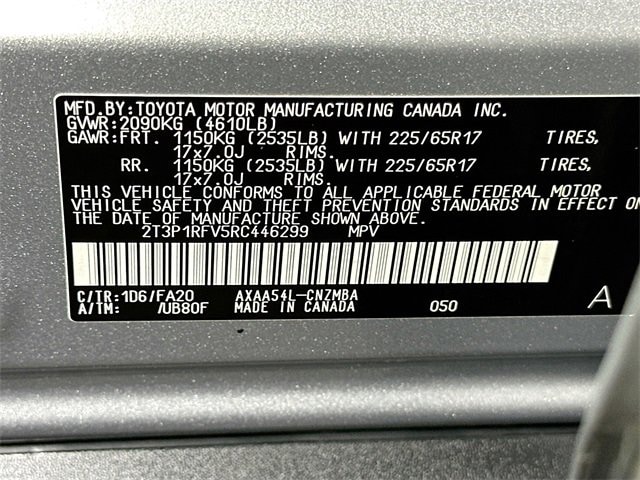 MFD.BY:TOYOTA MOTOR MANUFACTURING CANADA INC.
GVWR:2090KG (4610LB)
GAWR:FRT. 1150KG (2535LB) WITH 225/65R17 TIRES,
17x7.0J RIMS.
RR. 1150KG (2535LB) WITH 225/65R17 TIRES,
17x7.0J RIMS.
THIS VEHICLE CONFORMS TO ALL APPLICABLE FEDERAL MOTOR
VEHICLE SAFETY AND THEFT PREVENTION STANDARDS IN EFFECT ON
THE DATE OF MANUFACTURE SHOWN ABOVE.
2T3P1RFV5RC446299 MPV
C/TR:1D6/FA20 AXAA54L-CNZMBA
A/TM: /UB80F MADE IN CANADA 050 A